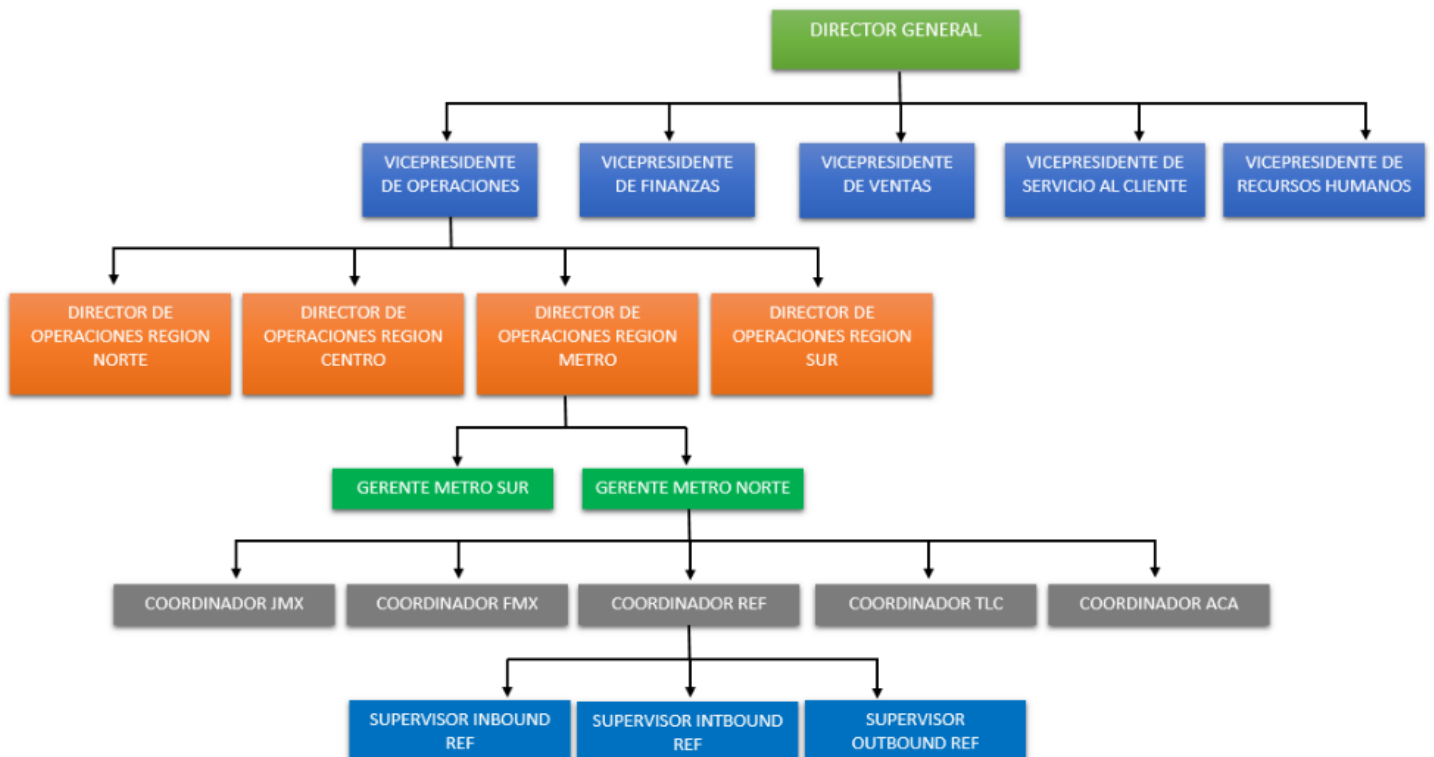 DIRECTOR GENERAL
VICEPRESIDENTE
DE OPERACIONES
VICEPRESIDENTE
DE FINANZAS
VICEPRESIDENTE
DE VENTAS
VICEPRESIDENTE DE
SERVICIO AL CLIENTE
VICEPRESIDENTE DE
RECURSOS HUMANOS
DIRECTOR DE
OPERACIONES REGION
NORTE
DIRECTOR DE
OPERACIONES REGION
CENTRO
DIRECTOR DE
OPERACIONES REGION
METRO
DIRECTOR DE
OPERACIONES REGION
SUR
GERENTE METRO SUR
GERENTE METRO NORTE
COORDINADOR JMX
COORDINADOR FMX
COORDINADOR REF
COORDINADOR TLC
COORDINADOR ACA
SUPERVISOR INBOUND
REF
SUPERVISOR INTBOUND
REF
SUPERVISOR
OUTBOUND REF